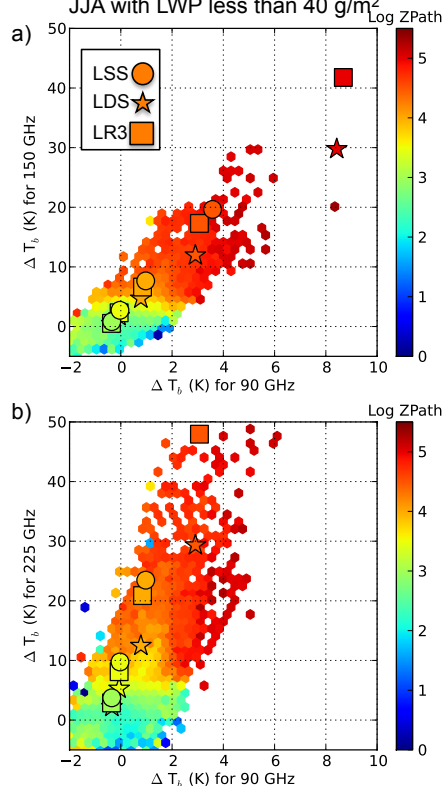 JJA with LWP less than 40 g/m²
a)
Log ZPath
LSS
LDS
LR3
Δ T_b (K) for 150 GHz
50
40
30
20
10
0
−2 0 2 4 6 8 10
Δ T_b (K) for 90 GHz
5
4
3
2
1
0
b)
Log ZPath
Δ T_b (K) for 225 GHz
50
40
30
20
10
0
−2 0 2 4 6 8 10
Δ T_b (K) for 90 GHz
5
4
3
2
1
0